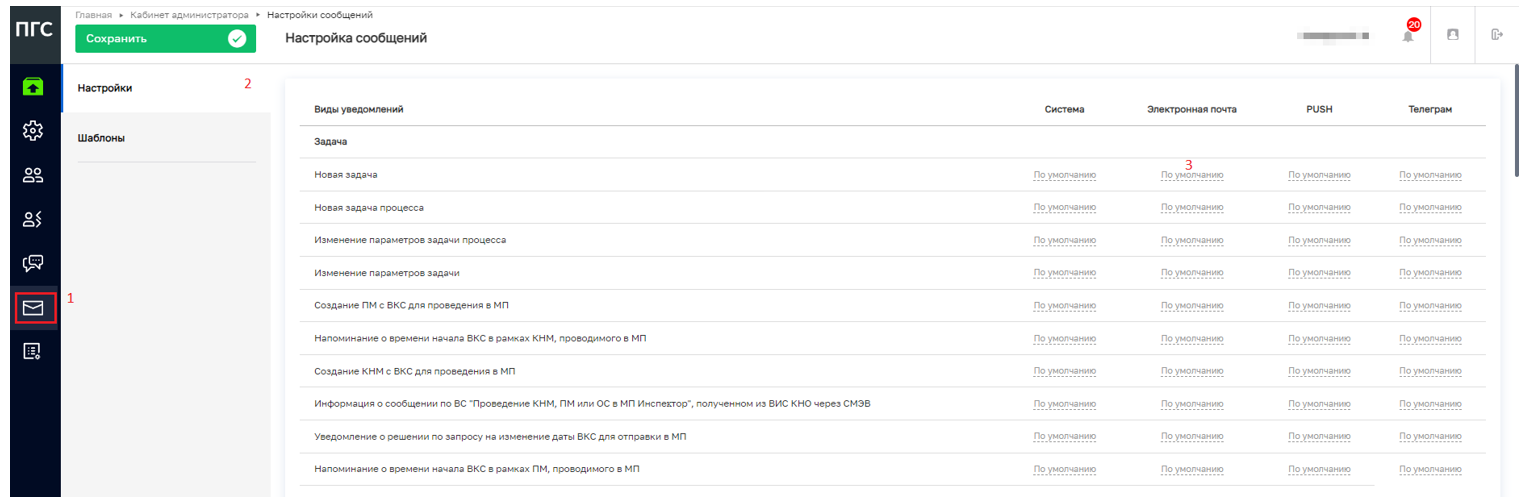 ПГС
Главная ▸ Кабинет администратора ▸ Настройки сообщений
Сохранить
Настройка сообщений
20
Настройки 2
Шаблоны
1
Виды уведомлений Система Электронная почта PUSH Телеграм
Задача
3
Новая задача По умолчанию По умолчанию По умолчанию По умолчанию
Новая задача процесса По умолчанию По умолчанию По умолчанию По умолчанию
Изменение параметров задачи процесса По умолчанию По умолчанию По умолчанию По умолчанию
Изменение параметров задачи По умолчанию По умолчанию По умолчанию По умолчанию
Создание ПМ с ВКС для проведения в МП По умолчанию По умолчанию По умолчанию По умолчанию
Напоминание о времени начала ВКС в рамках КНМ, проводимого в МП По умолчанию По умолчанию По умолчанию По умолчанию
Создание КНМ с ВКС для проведения в МП По умолчанию По умолчанию По умолчанию По умолчанию
Информация о сообщении по ВС "Проведение КНМ, ПМ или ОС в МП Инспектор", полученном из ВИС КНО через СМЭВ По умолчанию По умолчанию По умолчанию По умолчанию
Уведомление о решении по запросу на изменение даты ВКС для отправки в МП По умолчанию По умолчанию По умолчанию По умолчанию
Напоминание о времени начала ВКС в рамках ПМ, проводимого в МП По умолчанию По умолчанию По умолчанию По умолчанию